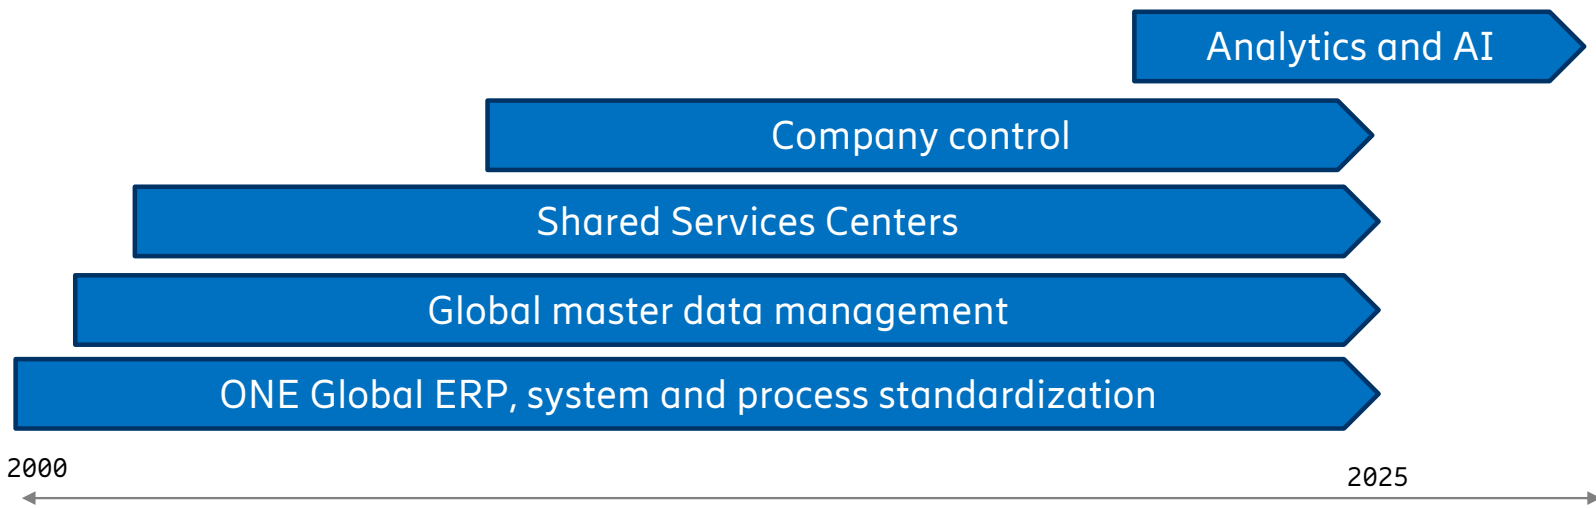 Analytics and AI
Company control
Shared Services Centers
Global master data management
ONE Global ERP, system and process standardization
2000
2025